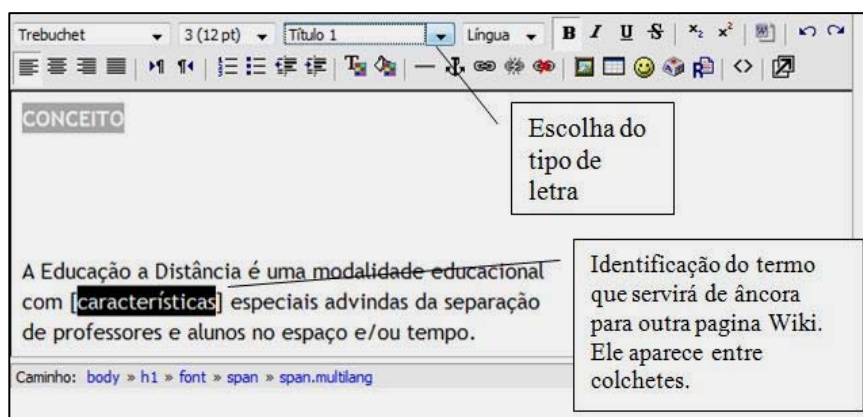 Trebuchet 3 (12 pt) Título 1 Língua B I U S x₂ x²
CONCEITO
Escolha do
tipo de
letra
A Educação a Distância é uma modalidade educacional
com [características] especiais advindas da separação
de professores e alunos no espaço e/ou tempo.
Identificação do termo
que servirá de âncora
para outra pagina Wiki.
Ele aparece entre
colchetes.
Caminho: body » h1 » font » span » span.multilang